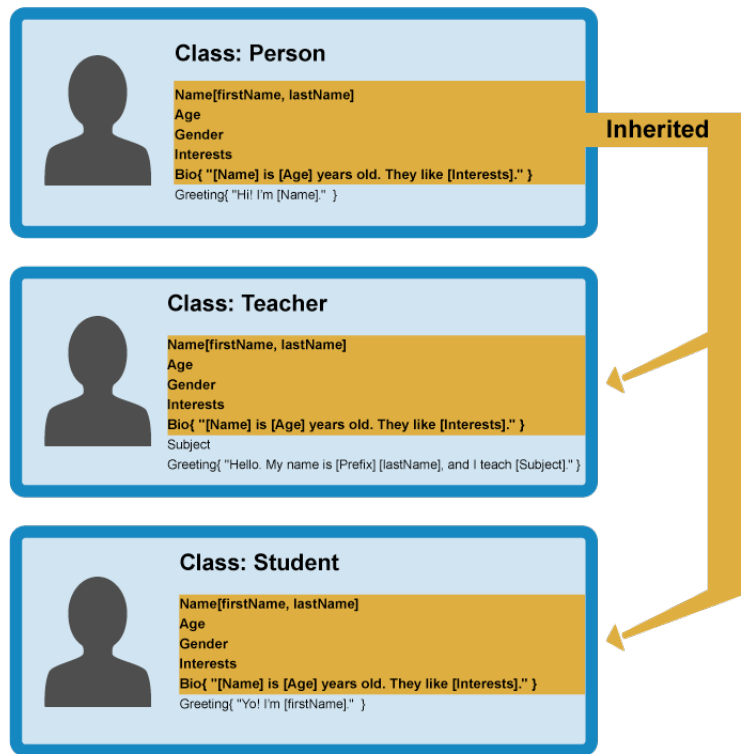 Class: Person
Name[firstName, lastName]
Age
Gender
Interests
Bio{ "[Name] is [Age] years old. They like [Interests]." }
Greeting{ "Hi! I'm [Name]."  }
Inherited
Class: Teacher
Name[firstName, lastName]
Age
Gender
Interests
Bio{ "[Name] is [Age] years old. They like [Interests]." }
Subject
Greeting{ "Hello. My name is [Prefix] [lastName], and I teach [Subject]." }
Class: Student
Name[firstName, lastName]
Age
Gender
Interests
Bio{ "[Name] is [Age] years old. They like [Interests]." }
Greeting{ "Yo! I'm [firstName]."  }